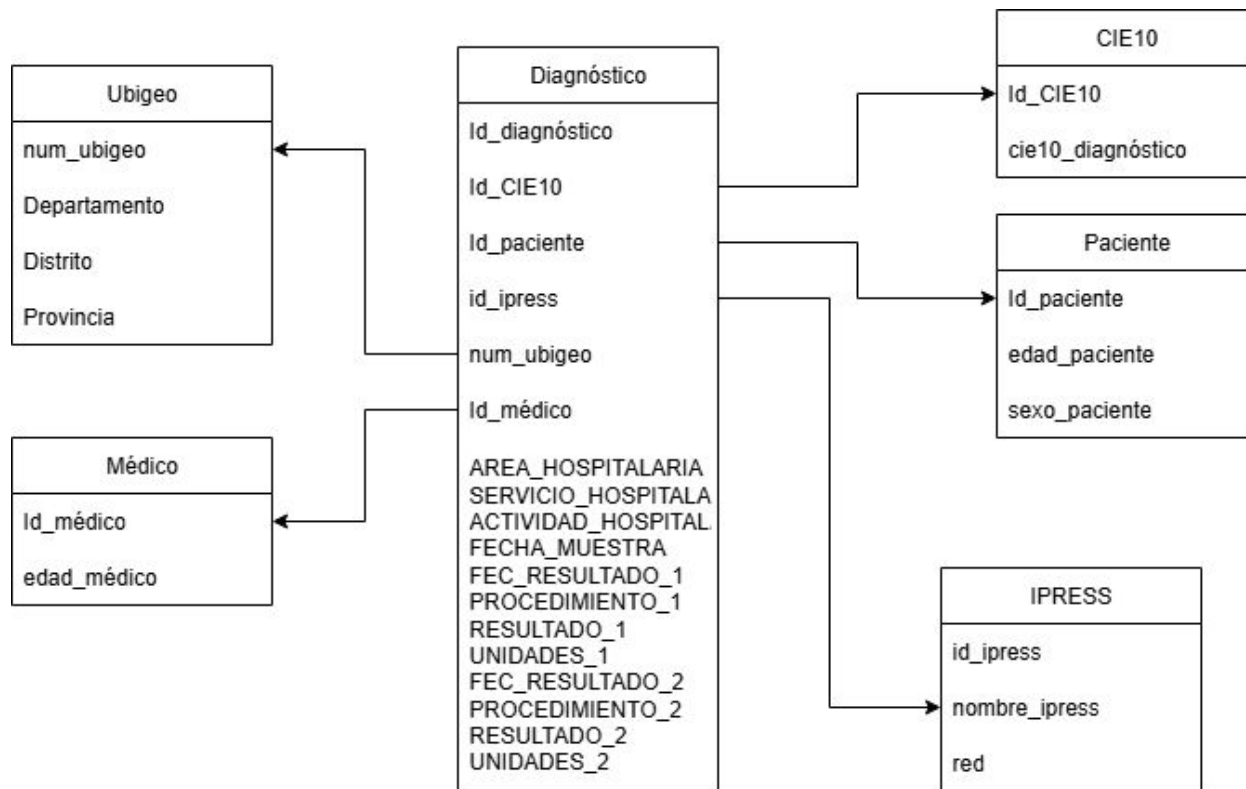 Ubigeo
num_ubigeo
Departamento
Distrito
Provincia
Médico
Id_médico
edad_médico
Diagnóstico
Id_diagnóstico
Id_CIE10
Id_paciente
id_ipress
num_ubigeo
Id_médico
AREA_HOSPITALARIA
SERVICIO_HOSPITALA
ACTIVIDAD_HOSPITAL
FECHA_MUESTRA
FEC_RESULTADO_1
PROCEDIMIENTO_1
RESULTADO_1
UNIDADES_1
FEC_RESULTADO_2
PROCEDIMIENTO_2
RESULTADO_2
UNIDADES_2
CIE10
Id_CIE10
cie10_diagnóstico
Paciente
Id_paciente
edad_paciente
sexo_paciente
IPRESS
id_ipress
nombre_ipress
red